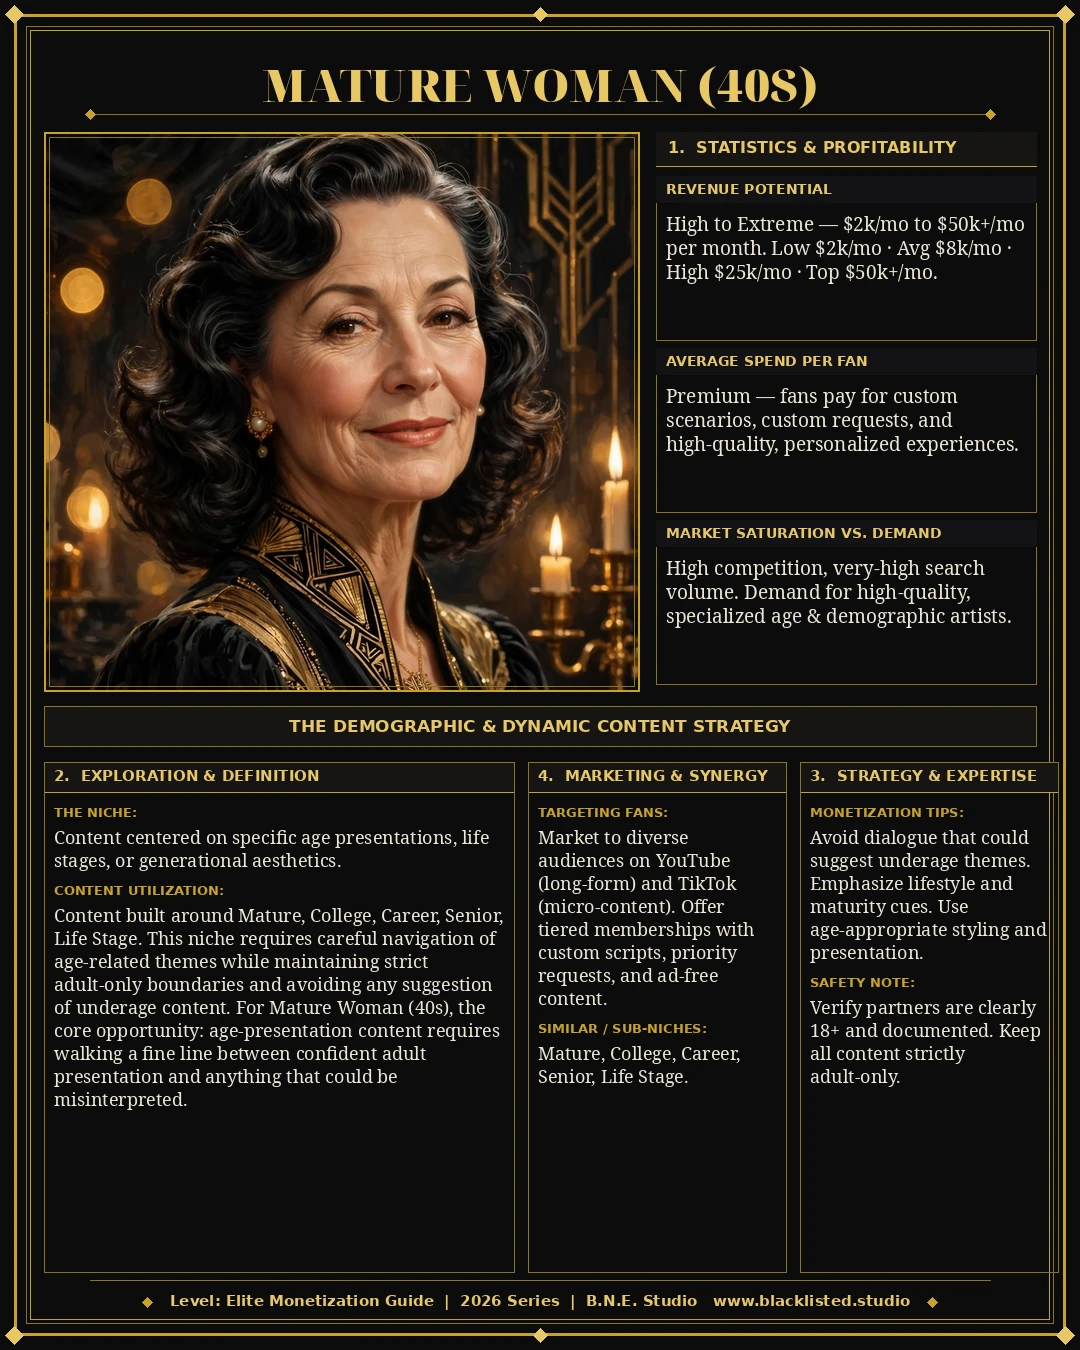 MATURE WOMAN (40S)
1. STATISTICS & PROFITABILITY
REVENUE POTENTIAL
High to Extreme — $2k/mo to $50k+/mo
per month. Low $2k/mo · Avg $8k/mo ·
High $25k/mo · Top $50k+/mo.
AVERAGE SPEND PER FAN
Premium — fans pay for custom
scenarios, custom requests, and
high-quality, personalized experiences.
MARKET SATURATION VS. DEMAND
High competition, very-high search
volume. Demand for high-quality,
specialized age & demographic artists.
THE DEMOGRAPHIC & DYNAMIC CONTENT STRATEGY
2. EXPLORATION & DEFINITION
THE NICHE:
Content centered on specific age presentations, life
stages, or generational aesthetics.
CONTENT UTILIZATION:
Content built around Mature, College, Career, Senior,
Life Stage. This niche requires careful navigation of
age-related themes while maintaining strict
adult-only boundaries and avoiding any suggestion
of underage content. For Mature Woman (40s), the
core opportunity: age-presentation content requires
walking a fine line between confident adult
presentation and anything that could be
misinterpreted.
4. MARKETING & SYNERGY
TARGETING FANS:
Market to diverse
audiences on YouTube
(long-form) and TikTok
(micro-content). Offer
tiered memberships with
custom scripts, priority
requests, and ad-free
content.
SIMILAR / SUB-NICHES:
Mature, College, Career,
Senior, Life Stage.
3. STRATEGY & EXPERTISE
MONETIZATION TIPS:
Avoid dialogue that could
suggest underage themes.
Emphasize lifestyle and
maturity cues. Use
age-appropriate styling and
presentation.
SAFETY NOTE:
Verify partners are clearly
18+ and documented. Keep
all content strictly
adult-only.
Level: Elite Monetization Guide | 2026 Series | B.N.E. Studio www.blacklisted.studio